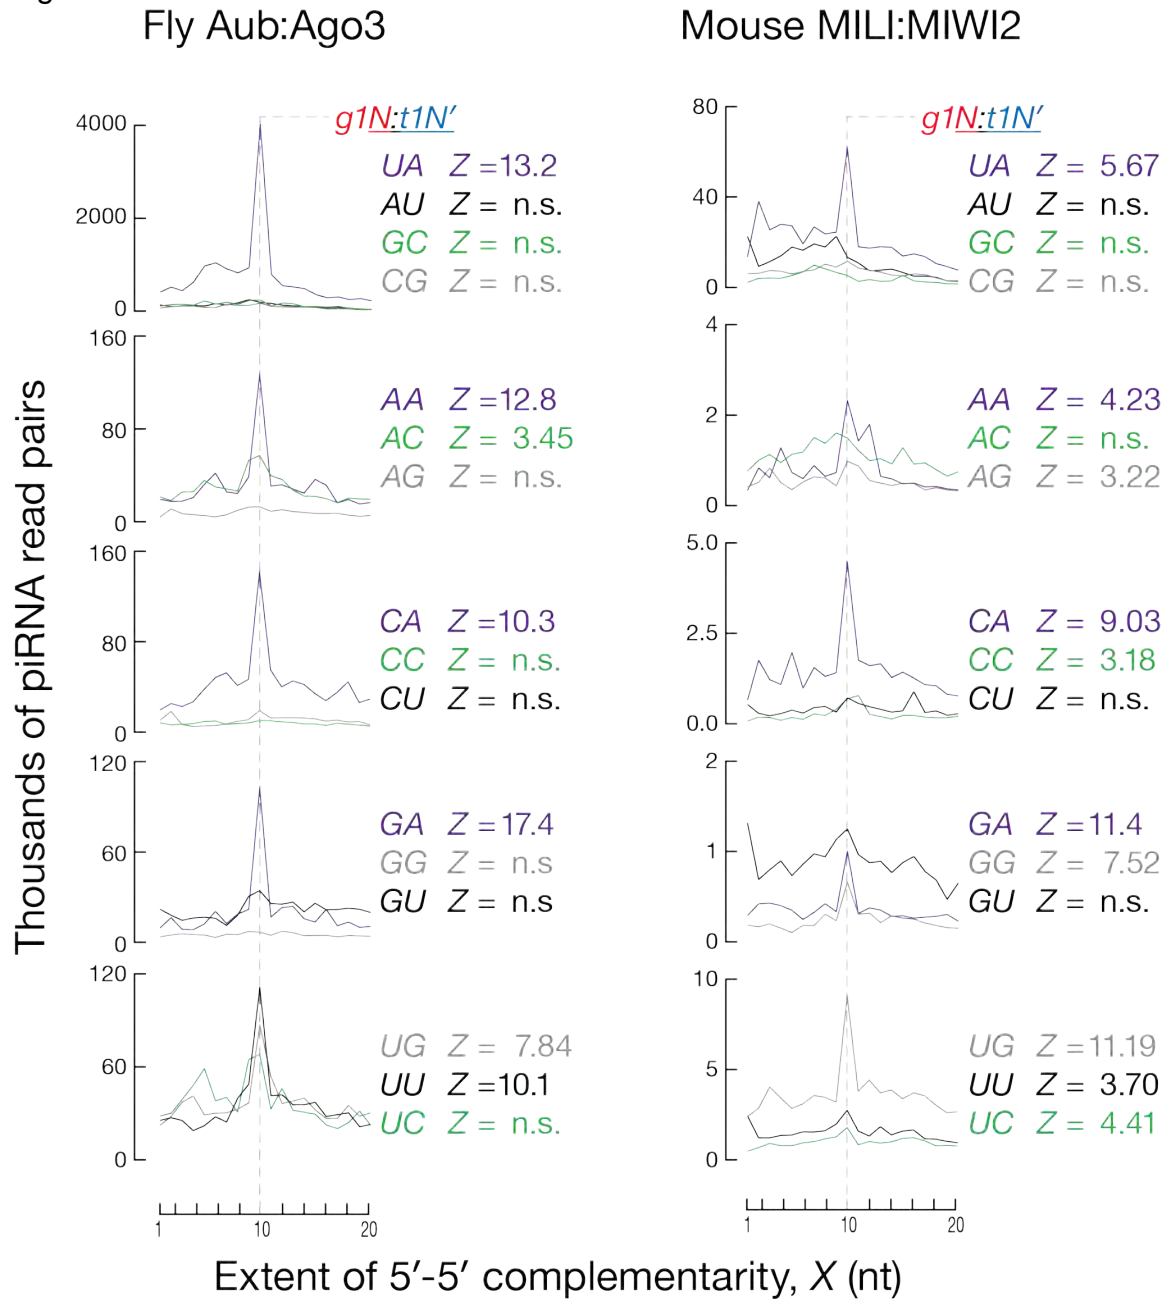 Fly Aub:Ago3
Mouse MILI:MIWI2
Thousands of piRNA read pairs
4000
2000
0
g1N:t1N′
UA Z =13.2
AU Z = n.s.
GC Z = n.s.
CG Z = n.s.
160
80
0
AA Z =12.8
AC Z = 3.45
AG Z = n.s.
160
80
0
CA Z =10.3
CC Z = n.s.
CU Z = n.s.
120
60
0
GA Z =17.4
GG Z = n.s
GU Z = n.s
120
60
0
UG Z = 7.84
UU Z =10.1
UC Z = n.s.
1 10 20
80
40
0
g1N:t1N′
UA Z = 5.67
AU Z = n.s.
GC Z = n.s.
CG Z = n.s.
4
2
0
AA Z = 4.23
AC Z = n.s.
AG Z = 3.22
5.0
2.5
0.0
CA Z = 9.03
CC Z = 3.18
CU Z = n.s.
2
1
0
GA Z =11.4
GG Z = 7.52
GU Z = n.s.
10
5
0
UG Z =11.19
UU Z = 3.70
UC Z = 4.41
1 10 20
Extent of 5′-5′ complementarity, X (nt)